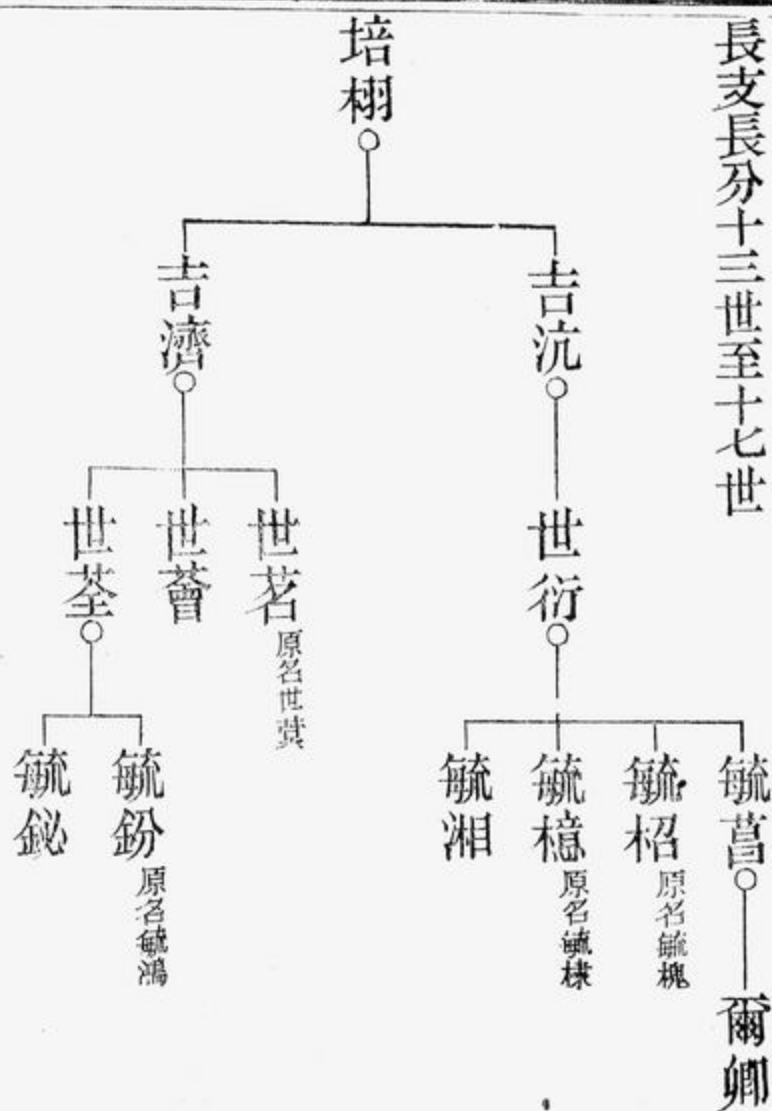 長支長分十三世至十七世
培栩
吉沆
吉濟
世衍
世茗
原名世蓂
世薈
世荃
毓菖
毓柖
原名毓槐
毓檍
原名毓棣
毓湘
毓鈖
原名毓鴻
毓鉍
爾卿